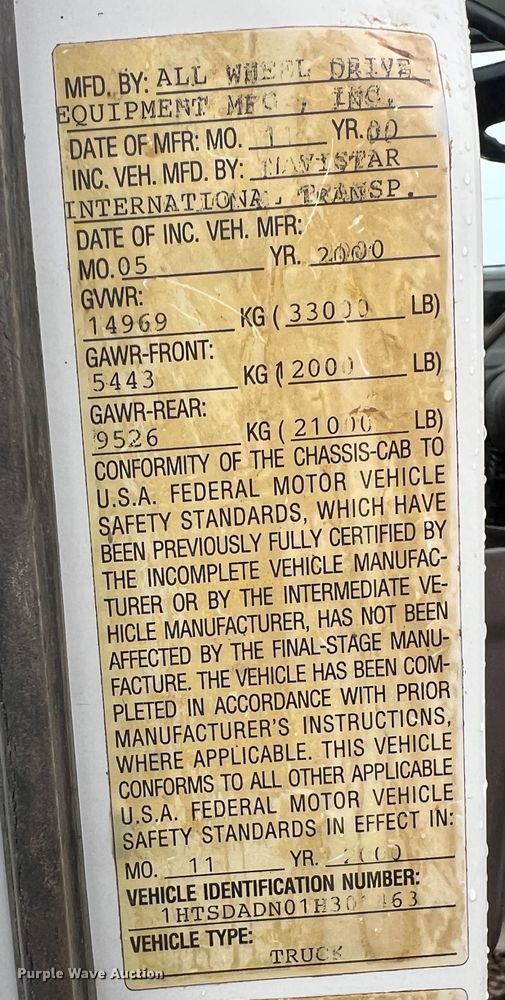 MFD. BY: ALL WHEEL DRIVE
EQUIPMENT MFG , INC.
DATE OF MFR: MO. 11 YR. 00
INC. VEH. MFD. BY: NAVISTAR
INTERNATIONAL TRANSP.
DATE OF INC. VEH. MFR:
MO. 05 YR. 2000
GVWR:
14969 KG ( 33000 LB)
GAWR-FRONT:
5443 KG ( 12000 LB)
GAWR-REAR:
9526 KG ( 21000 LB)
CONFORMITY OF THE CHASSIS-CAB TO
U.S.A. FEDERAL MOTOR VEHICLE
SAFETY STANDARDS, WHICH HAVE
BEEN PREVIOUSLY FULLY CERTIFIED BY
THE INCOMPLETE VEHICLE MANUFAC-
TURER OR BY THE INTERMEDIATE VE-
HICLE MANUFACTURER, HAS NOT BEEN
AFFECTED BY THE FINAL-STAGE MANU-
FACTURE. THE VEHICLE HAS BEEN COM-
PLETED IN ACCORDANCE WITH PRIOR
MANUFACTURER'S INSTRUCTIONS,
WHERE APPLICABLE. THIS VEHICLE
CONFORMS TO ALL OTHER APPLICABLE
U.S.A. FEDERAL MOTOR VEHICLE
SAFETY STANDARDS IN EFFECT IN:
MO. 11 YR. 2000
VEHICLE IDENTIFICATION NUMBER:
VEHICLE TYPE:
TRUCK
Purple Wave Auction